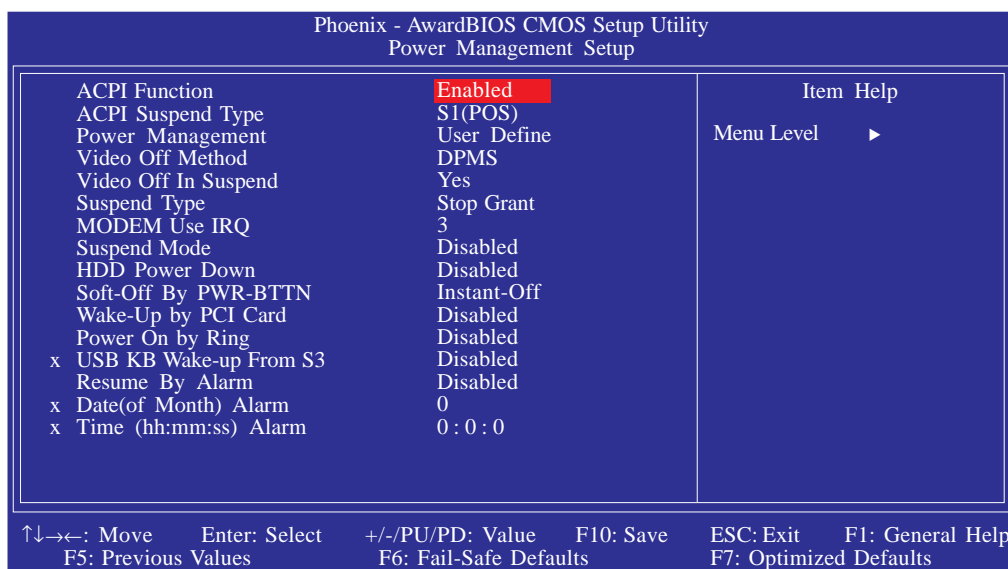 Phoenix - AwardBIOS CMOS Setup Utility
Power Management Setup
ACPI Function Enabled
ACPI Suspend Type S1(POS)
Power Management User Define
Video Off Method DPMS
Video Off In Suspend Yes
Suspend Type Stop Grant
MODEM Use IRQ 3
Suspend Mode Disabled
HDD Power Down Disabled
Soft-Off By PWR-BTTN Instant-Off
Wake-Up by PCI Card Disabled
Power On by Ring Disabled
x USB KB Wake-up From S3 Disabled
Resume By Alarm Disabled
x Date(of Month) Alarm 0
x Time (hh:mm:ss) Alarm 0 : 0 : 0
Item Help
Menu Level ▶
↑↓→←: Move Enter: Select +/-/PU/PD: Value F10: Save ESC: Exit F1: General Help
F5: Previous Values F6: Fail-Safe Defaults F7: Optimized Defaults